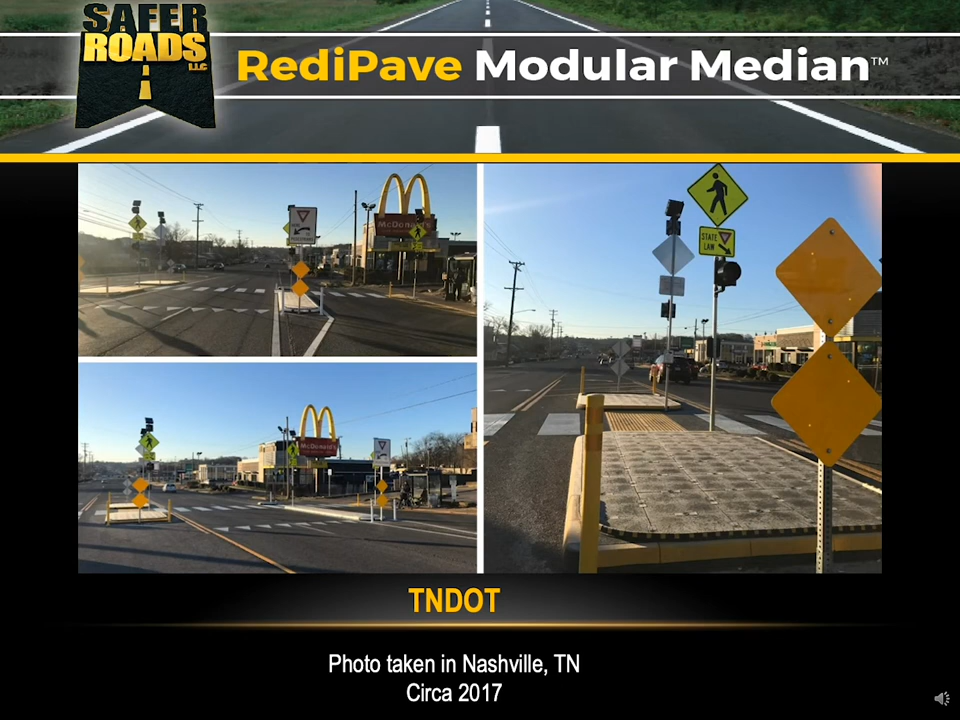 SAFER
ROADS
LLC
RediPave Modular Median™
McDonald's
McDonald's
STATE
LAW
TNDOT
Photo taken in Nashville, TN
Circa 2017